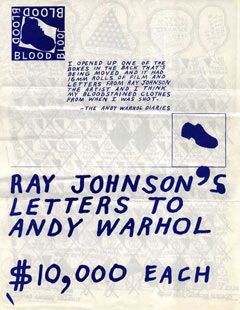 BLOOD
BLOOD
BLOOD
BLOOD
I OPENED UP ONE OF THE
BOXES IN THE BACK THAT'S
BEING MOVED AND IT HAD
16MM ROLLS OF FILM AND
LETTERS FROM RAY JOHNSON
THE ARTIST AND I THINK
MY BLOODSTAINED CLOTHES
FROM WHEN I WAS SHOT.
-THE ANDY WARHOL DIARIES
RAY JOHNSON'S
LETTERS TO
ANDY WARHOL
$10,000 EACH